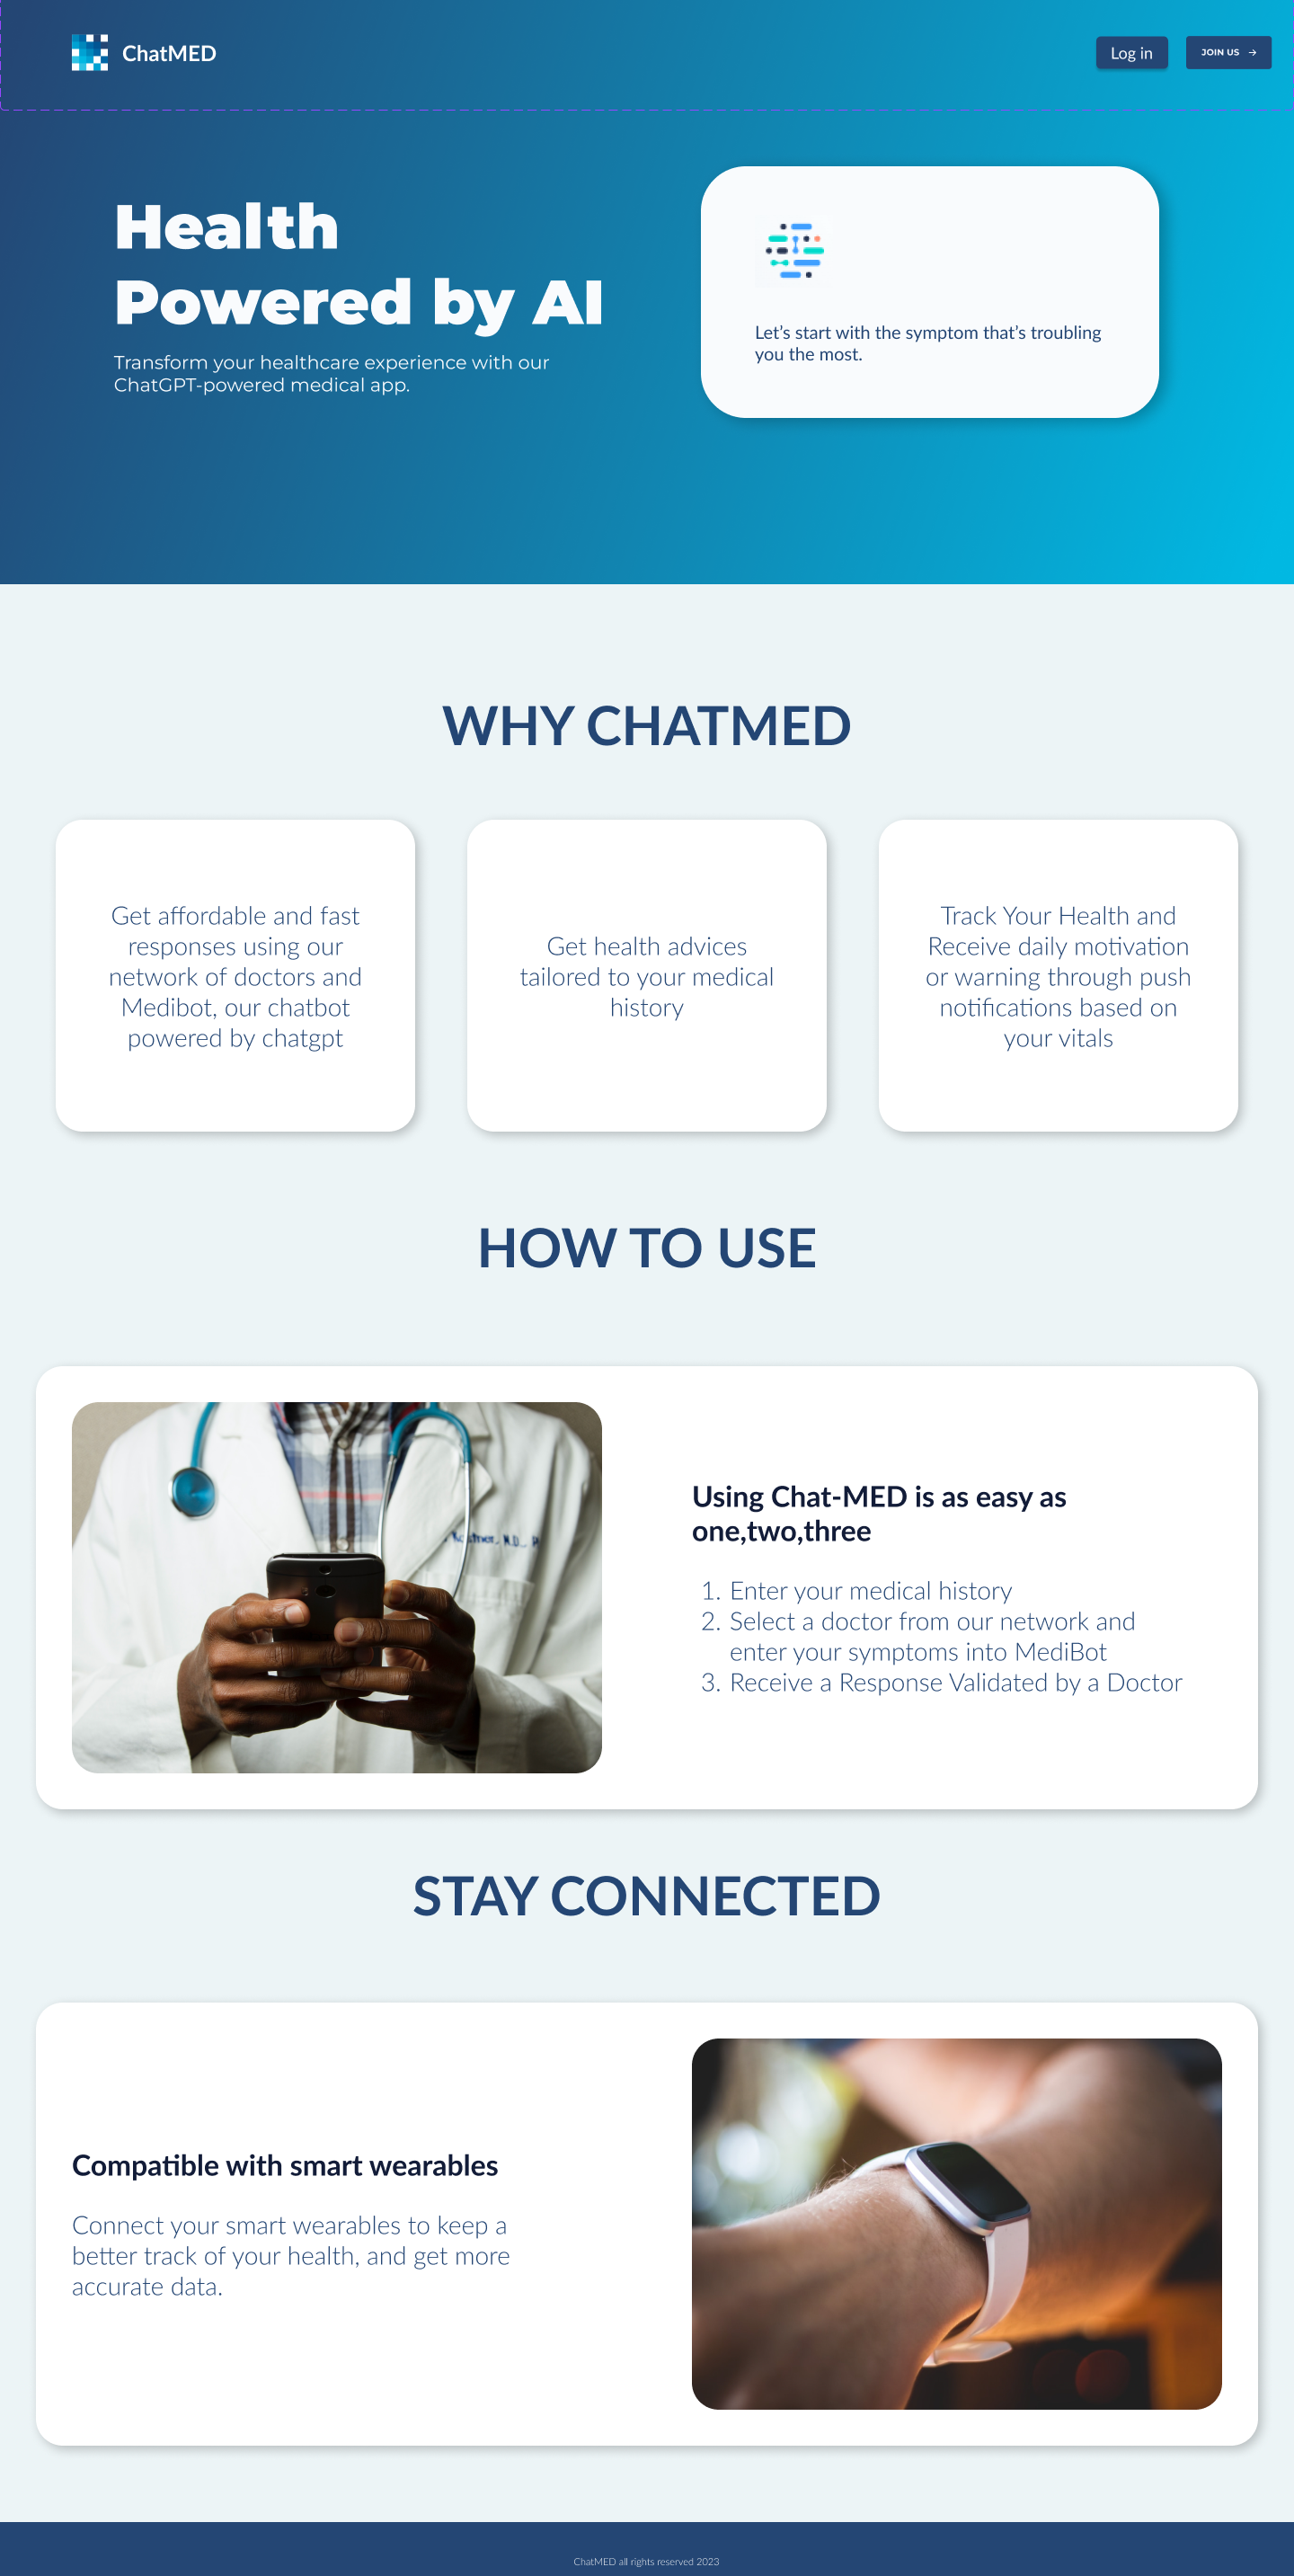 ChatMED
Log in
JOIN US →
Health
Powered by AI
Transform your healthcare experience with our
ChatGPT-powered medical app.
Let's start with the symptom that's troubling
you the most.
WHY CHATMED
Get affordable and fast
responses using our
network of doctors and
Medibot, our chatbot
powered by chatgpt
Get health advices
tailored to your medical
history
Track Your Health and
Receive daily motivation
or warning through push
notifications based on
your vitals
HOW TO USE
M.D.
Using Chat-MED is as easy as
one,two,three
1. Enter your medical history
2. Select a doctor from our network and
enter your symptoms into MediBot
3. Receive a Response Validated by a Doctor
STAY CONNECTED
Compatible with smart wearables
Connect your smart wearables to keep a
better track of your health, and get more
accurate data.
ChatMED all rights reserved 2023